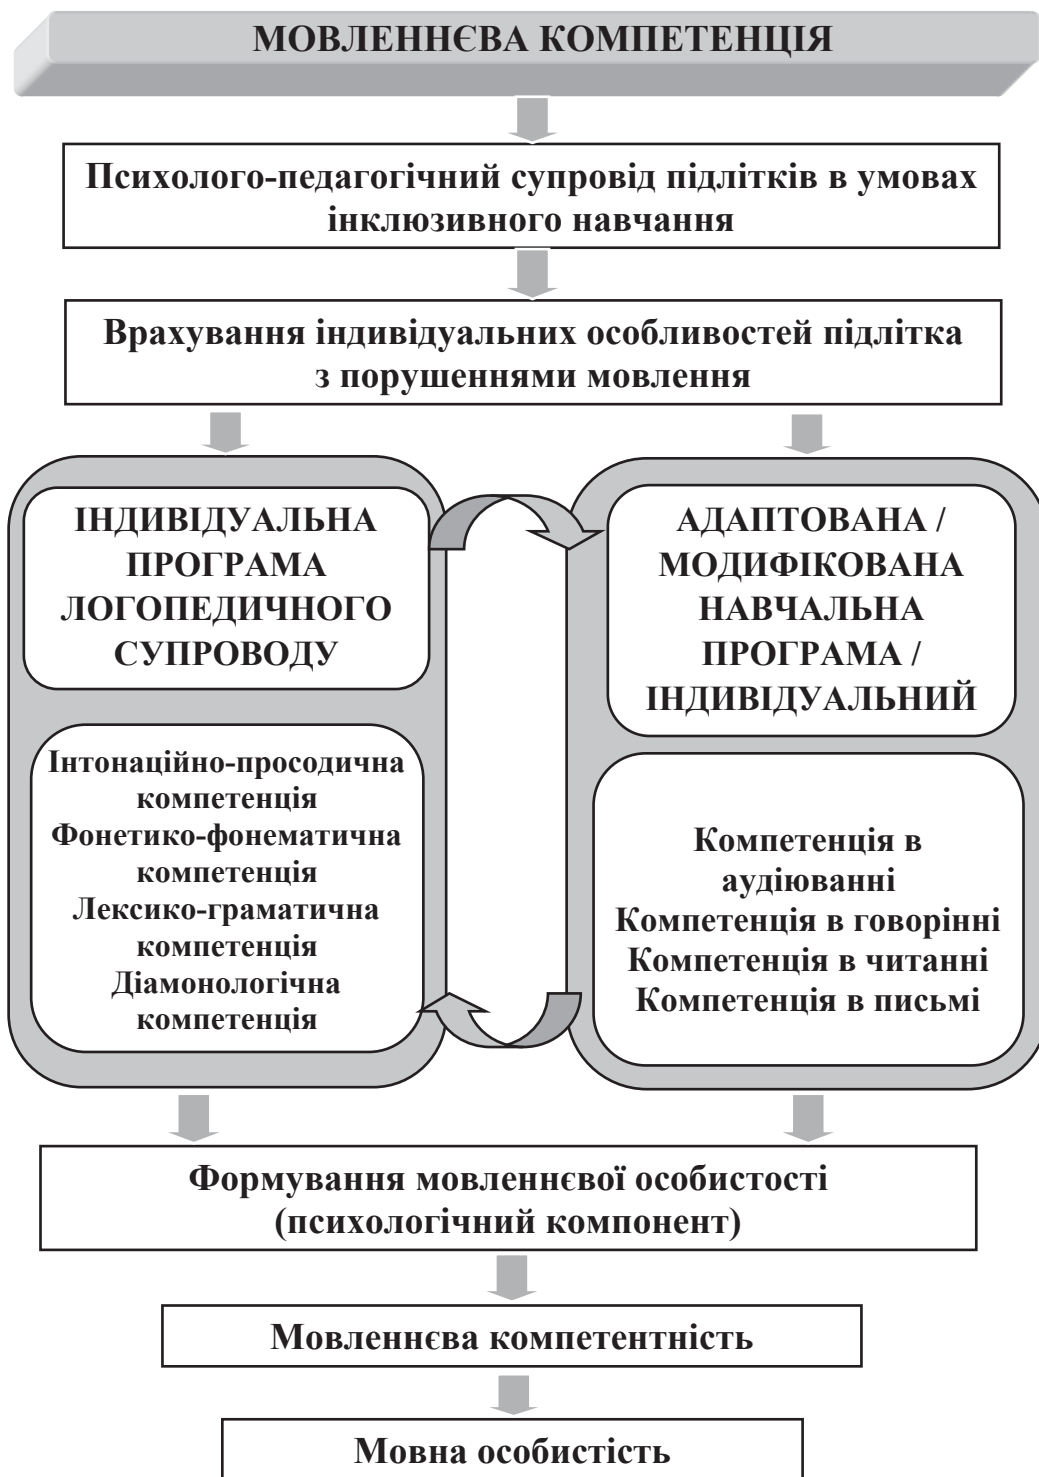 МОВЛЕННЄВА КОМПЕТЕНЦІЯ
Психолого-педагогічний супровід підлітків в умовах
інклюзивного навчання
Врахування індивідуальних особливостей підлітка
з порушеннями мовлення
ІНДИВІДУАЛЬНА
ПРОГРАМА
ЛОГОПЕДИЧНОГО
СУПРОВОДУ
Інтонаційно-просодична
компетенція
Фонетико-фонематична
компетенція
Лексико-граматична
компетенція
Діамонологічна
компетенція
АДАПТОВАНА /
МОДИФІКОВАНА
НАВЧАЛЬНА
ПРОГРАМА /
ІНДИВІДУАЛЬНИЙ
Компетенція в
аудіюванні
Компетенція в говорінні
Компетенція в читанні
Компетенція в письмі
Формування мовленнєвої особистості
(психологічний компонент)
Мовленнєва компетентність
Мовна особистість